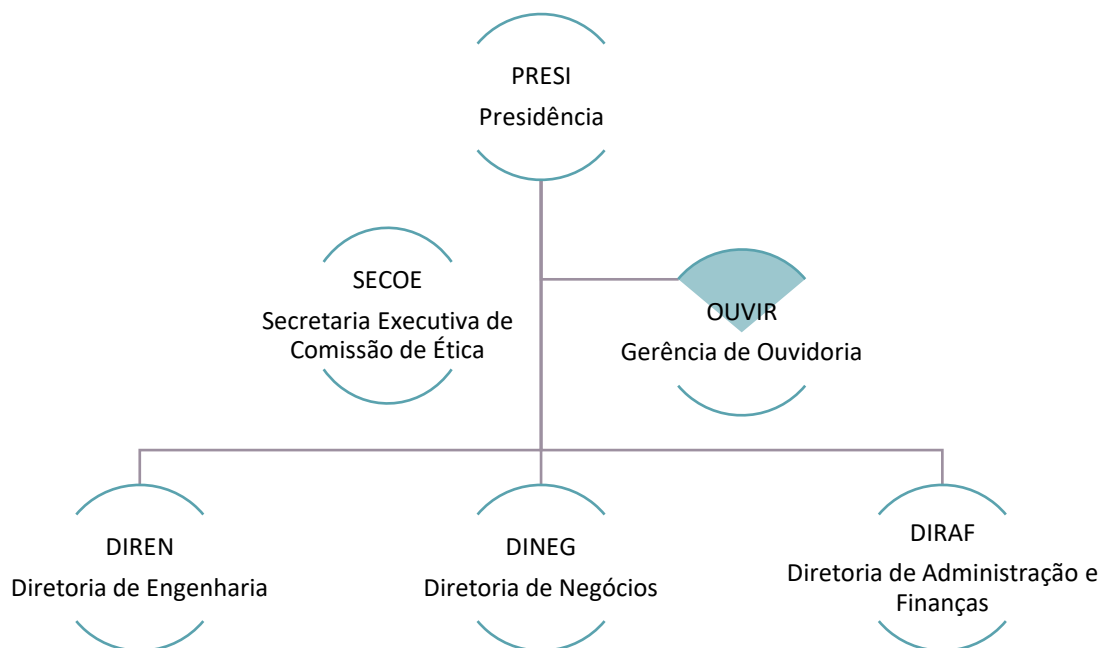 PRESI
Presidência
SECOE
Secretaria Executiva de
Comissão de Ética
OUVIR
Gerência de Ouvidoria
DIREN
Diretoria de Engenharia
DINEG
Diretoria de Negócios
DIRAF
Diretoria de Administração e
Finanças